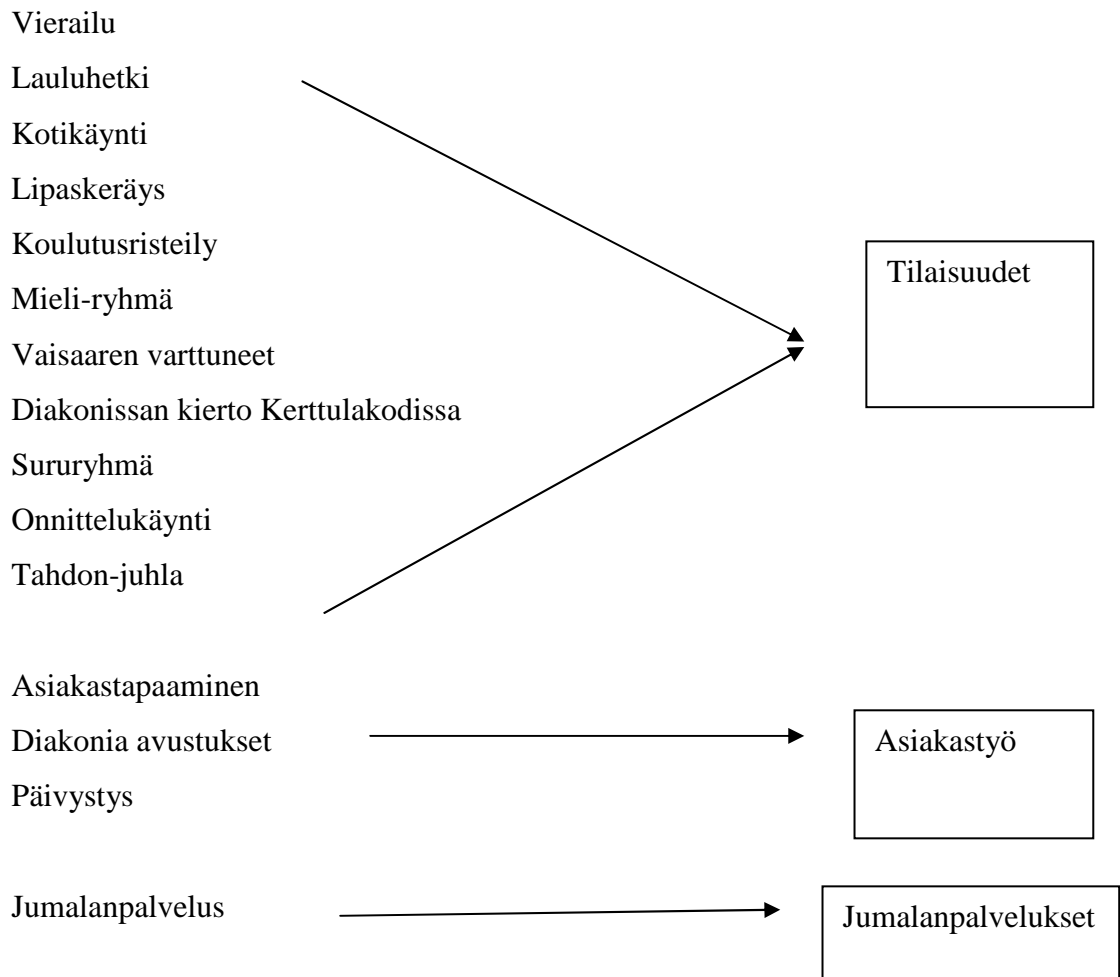 Vierailu
Lauluhetki
Kotikäynti
Lipaskeräys
Koulutusristeily
Mieli-ryhmä
Vaisaaren varttuneet
Diakonissan kierto Kerttulakodissa
Sururyhmä
Onnittelukäynti
Tahdon-juhla
Tilaisuudet
Asiakastapaaminen
Diakonia avustukset
Päivystys
Asiakastyö
Jumalanpalvelus
Jumalanpalvelukset